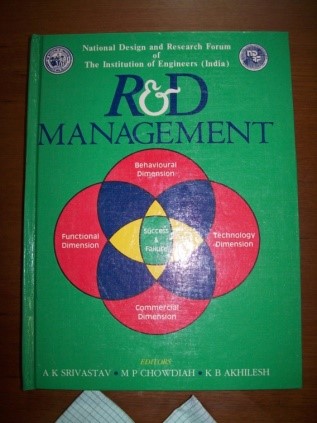 National Design and Research Forum
of
The Institution of Engineers (India)
R&D
MANAGEMENT
Behavioural
Dimension
Functional
Dimension
Success
&
Failure
Technology
Dimension
Commercial
Dimension
EDITORS
A K SRIVASTAV • M P CHOWDIAH • K B AKHILESH